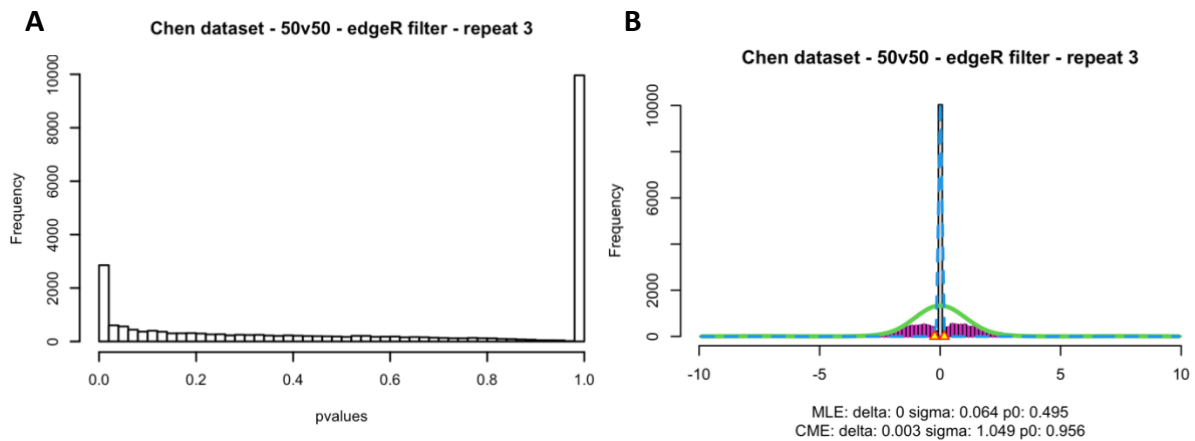 A
Chen dataset - 50v50 - edgeR filter - repeat 3
Frequency
10000
8000
6000
4000
2000
0
0.0 0.2 0.4 0.6 0.8 1.0
pvalues
B
Chen dataset - 50v50 - edgeR filter - repeat 3
Frequency
10000
6000
2000
0
-10 -5 0 5 10
MLE: delta: 0 sigma: 0.064 p0: 0.495
CME: delta: 0.003 sigma: 1.049 p0: 0.956